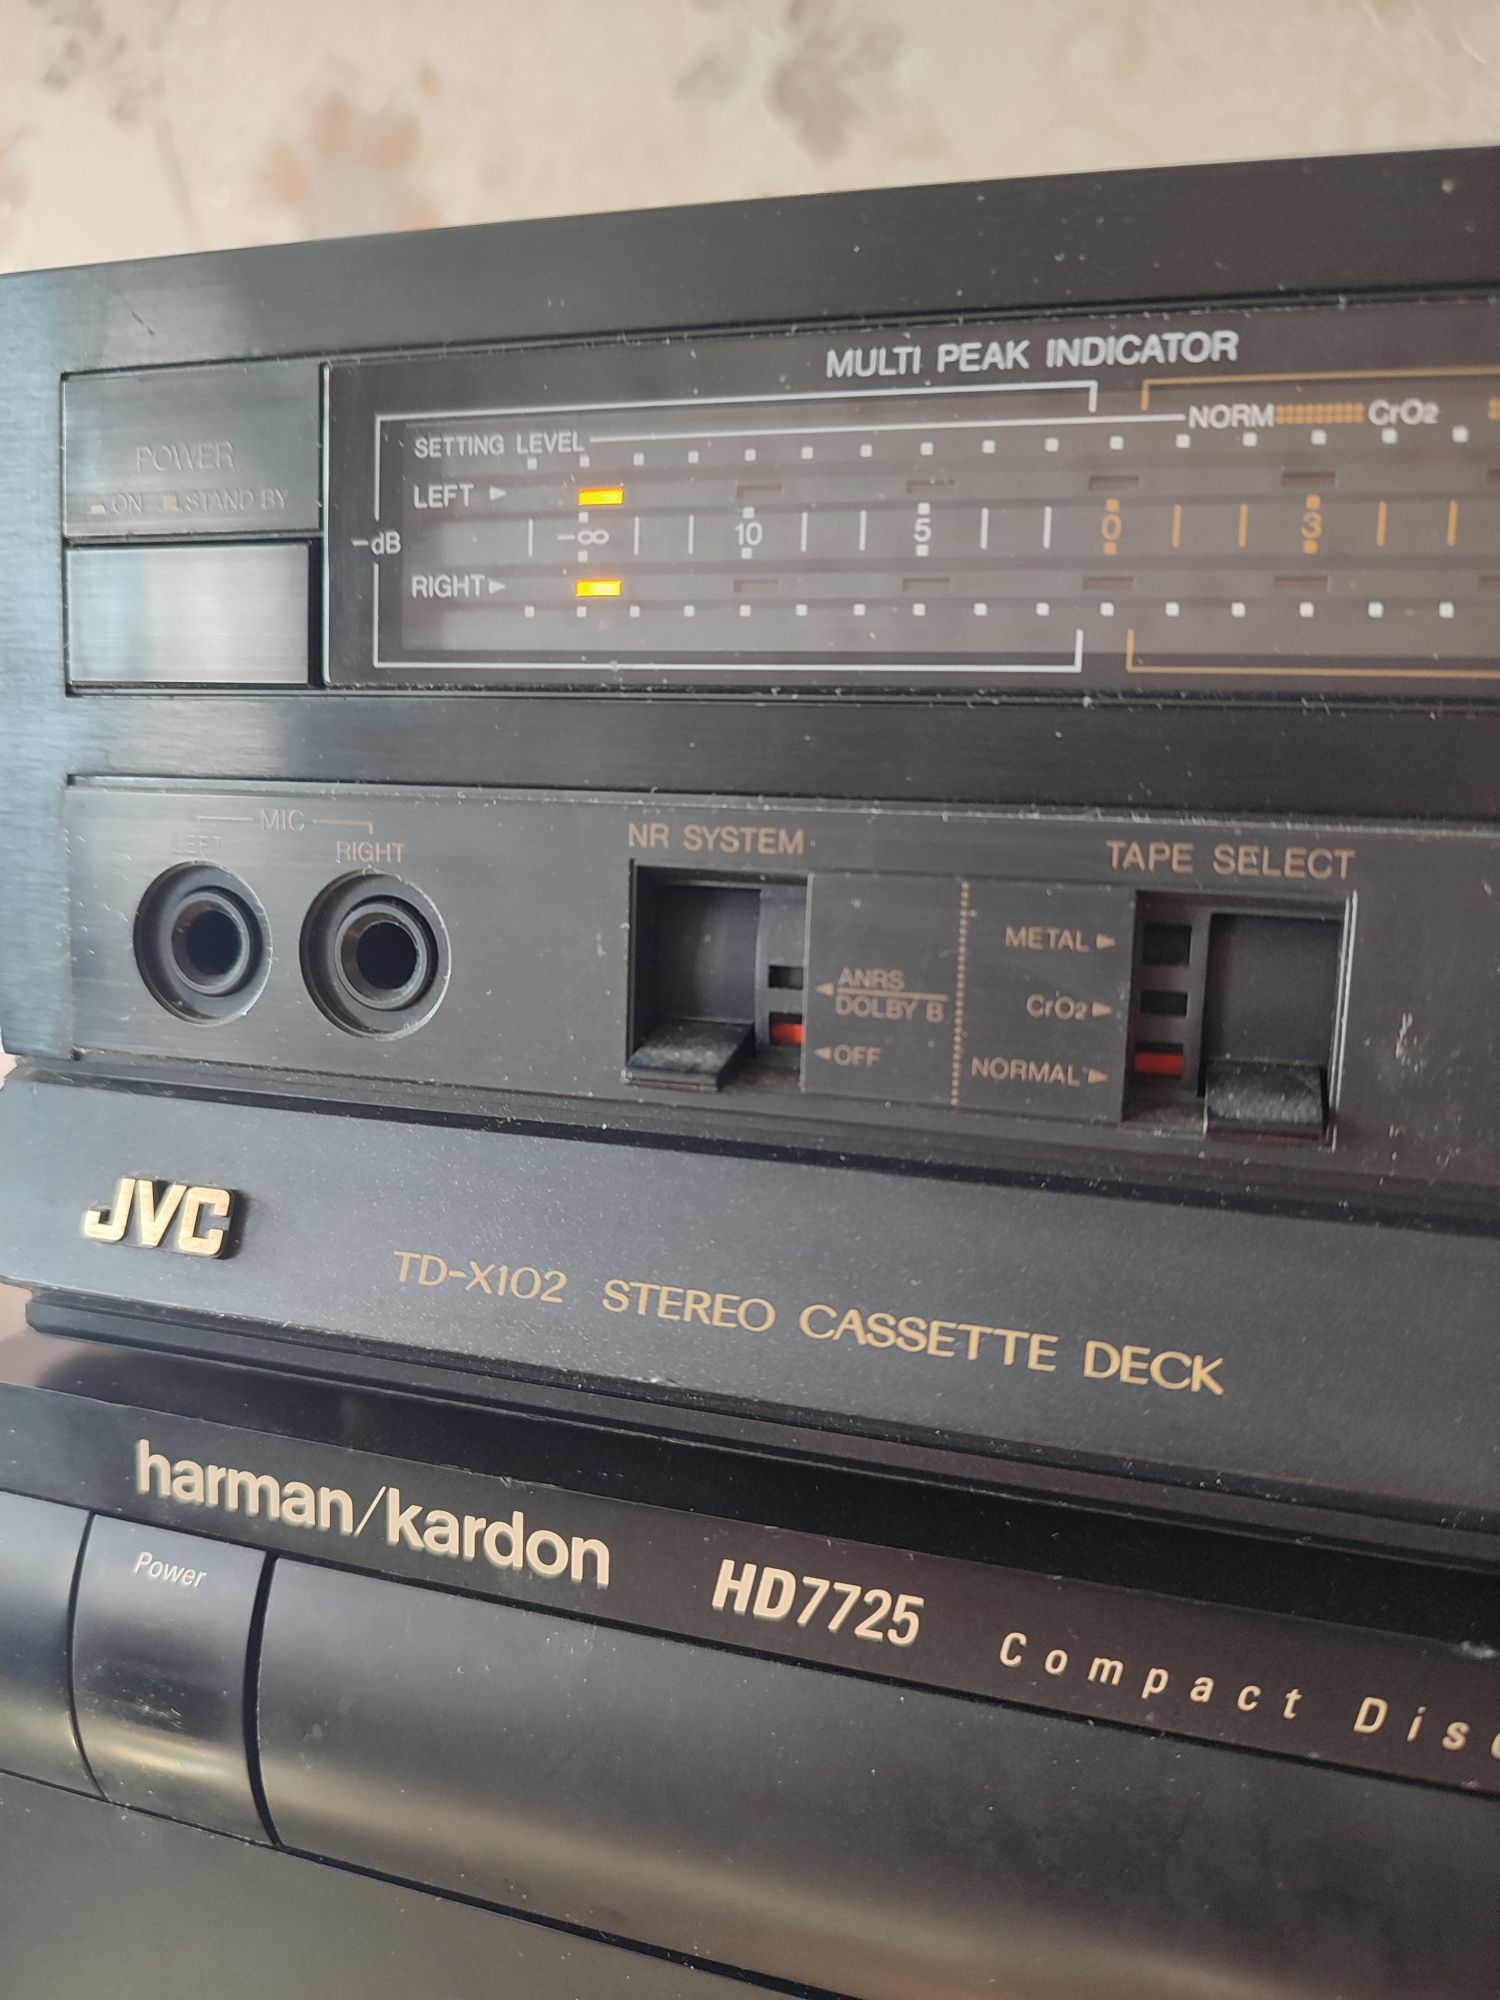 MULTI PEAK INDICATOR
NORM CrO2
SETTING LEVEL
POWER
ON STAND BY
LEFT
-dB
-∞ 10 5 0 3
RIGHT
MIC
LEFT RIGHT
NR SYSTEM
ANRS
DOLBY B
OFF
TAPE SELECT
METAL
CrO2
NORMAL
JVC
TD-X102 STEREO CASSETTE DECK
harman/kardon HD7725 Compact Disc
Power